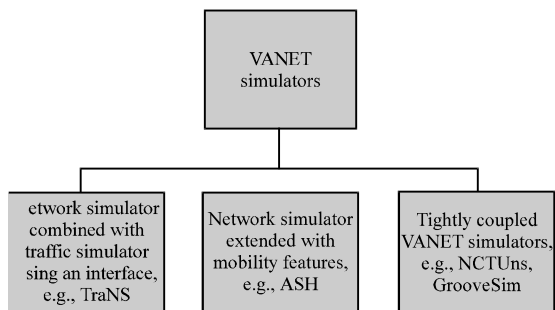 VANET
simulators
etwork simulator
combined with
traffic simulator
sing an interface,
e.g., TraNS
Network simulator
extended with
mobility features,
e.g., ASH
Tightly coupled
VANET simulators,
e.g., NCTUns,
GrooveSim